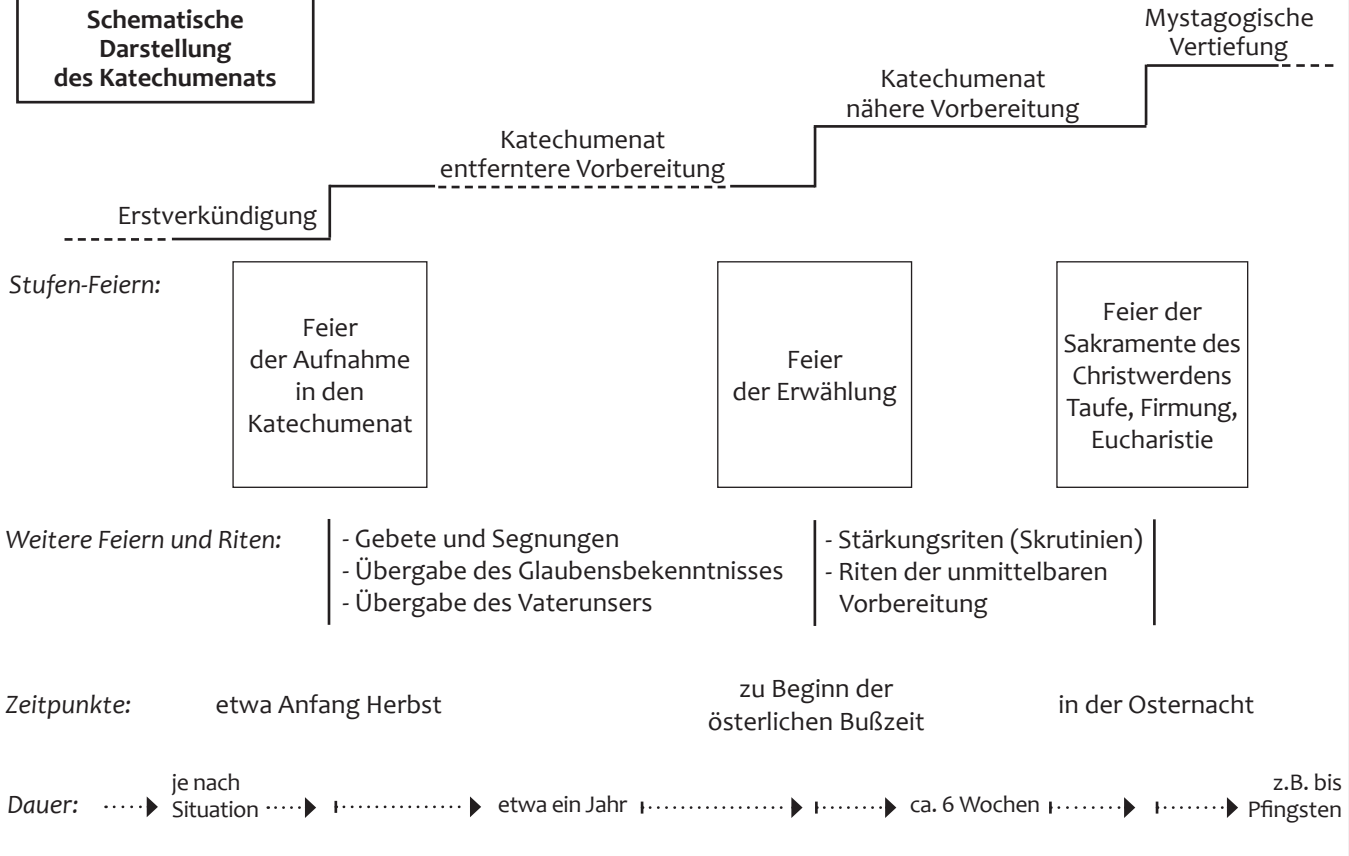 Schematische
Darstellung
des Katechumenats
Mystagogische
Vertiefung
Katechumenat
nähere Vorbereitung
Katechumenat
entferntere Vorbereitung
Erstverkündigung
Stufen-Feiern:
Feier
der Aufnahme
in den
Katechumenat
Feier
der Erwählung
Feier der
Sakramente des
Christwerdens
Taufe, Firmung,
Eucharistie
Weitere Feiern und Riten:
- Gebete und Segnungen
- Übergabe des Glaubensbekenntnisses
- Übergabe des Vaterunsers
- Stärkungsriten (Skrutinien)
- Riten der unmittelbaren
Vorbereitung
Zeitpunkte:
etwa Anfang Herbst
zu Beginn der
österlichen Bußzeit
in der Osternacht
Dauer:
je nach
Situation
etwa ein Jahr
ca. 6 Wochen
z.B. bis
Pfingsten